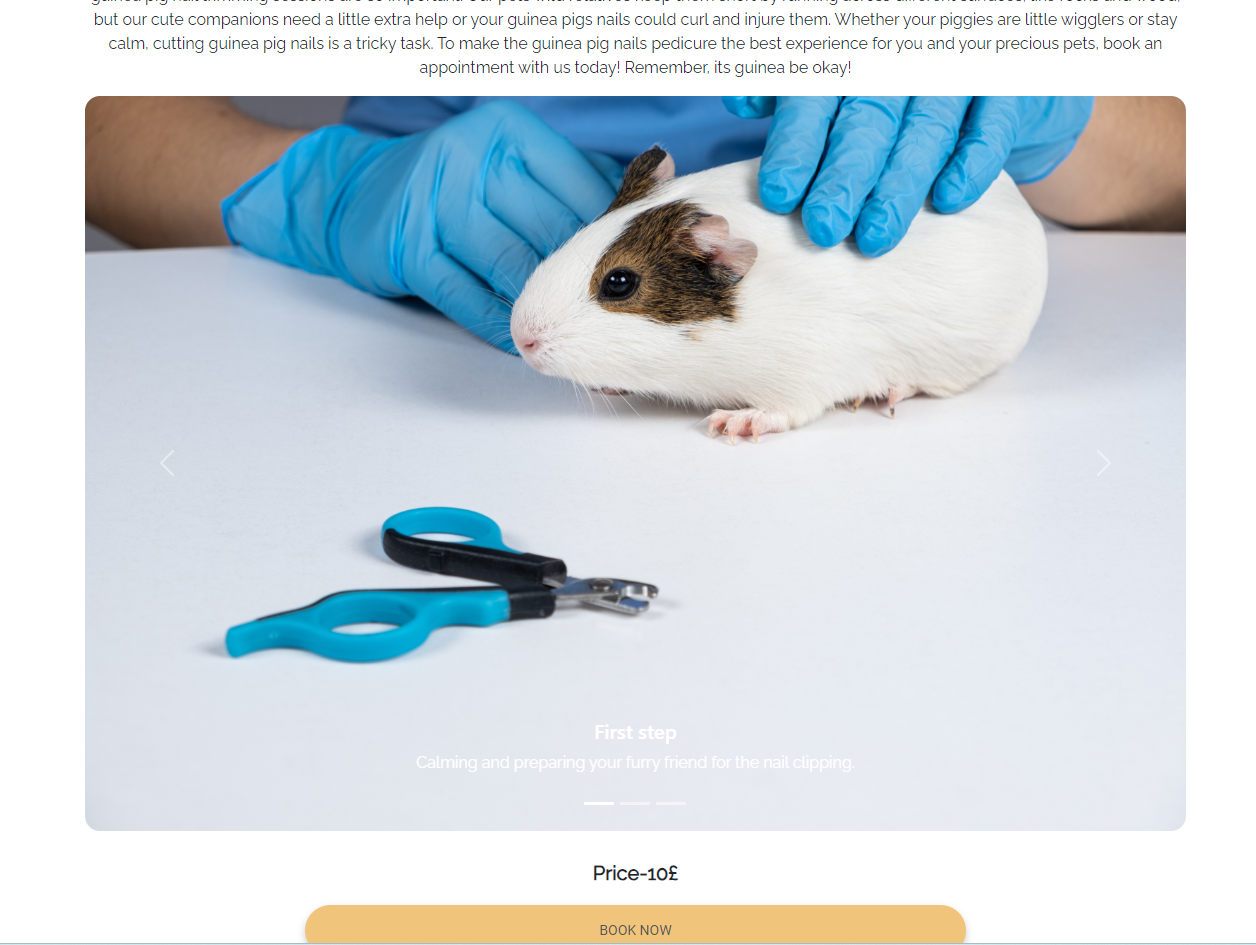 but our cute companions need a little extra help or your guinea pigs nails could curl and injure them. Whether your piggies are little wigglers or stay
calm, cutting guinea pig nails is a tricky task. To make the guinea pig nails pedicure the best experience for you and your precious pets, book an
appointment with us today! Remember, its guinea be okay!
First step
Calming and preparing your furry friend for the nail clipping.
Price-10£
BOOK NOW